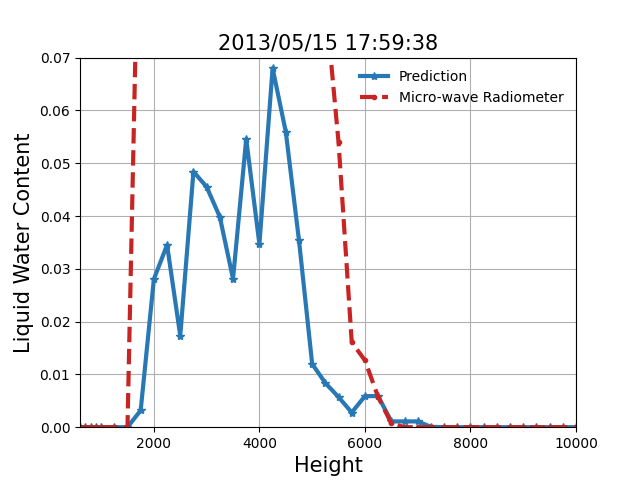 2013/05/15 17:59:38
0.07
0.06
0.05
0.04
0.03
0.02
0.01
0.00
Liquid Water Content
Prediction
Micro-wave Radiometer
2000 4000 6000 8000 10000
Height